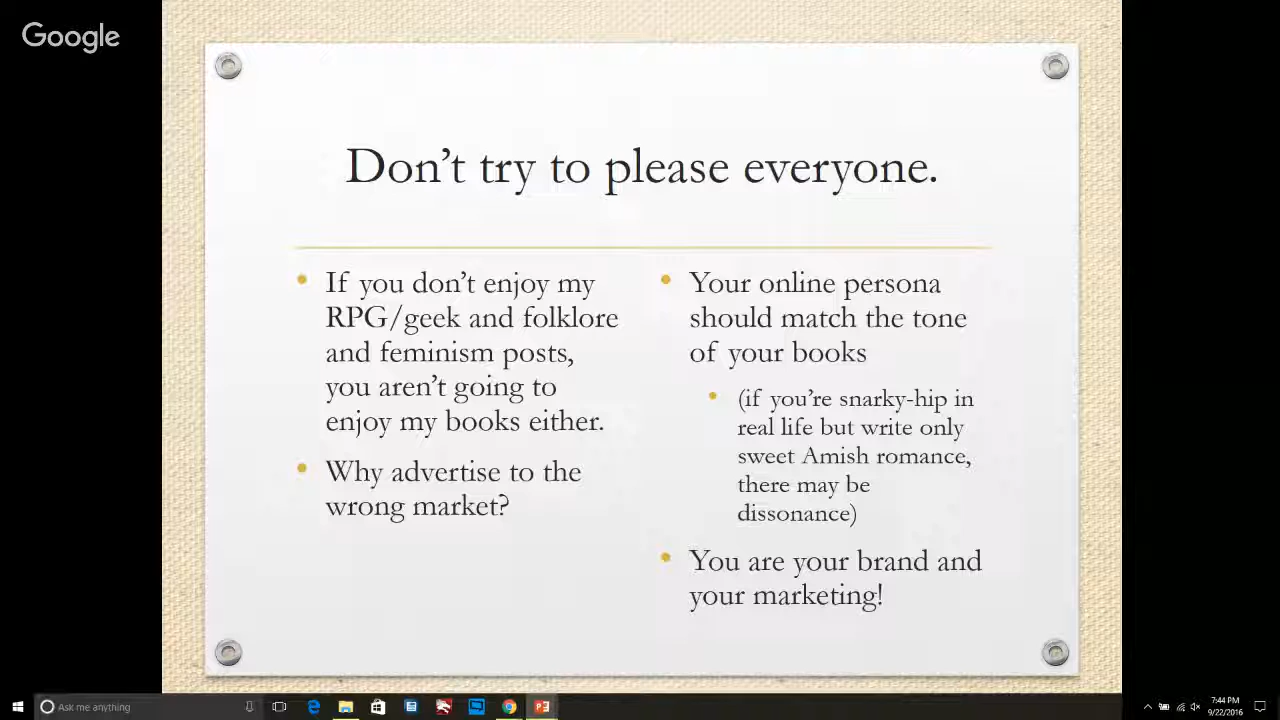 Google
Don't try to please everyone.
• If you don't enjoy my
RPG/geek and folklore
and feminism posts,
you aren't going to
enjoy my books either.
• Why advertise to the
wrong market?
• Your online persona
should match the tone
of your books
• (if you're snarky-hip in
real life but write only
sweet Amish romance,
there may be
dissonance)
• You are your brand and
your marketing!
Ask me anything
7:44 PM
9/22/2016